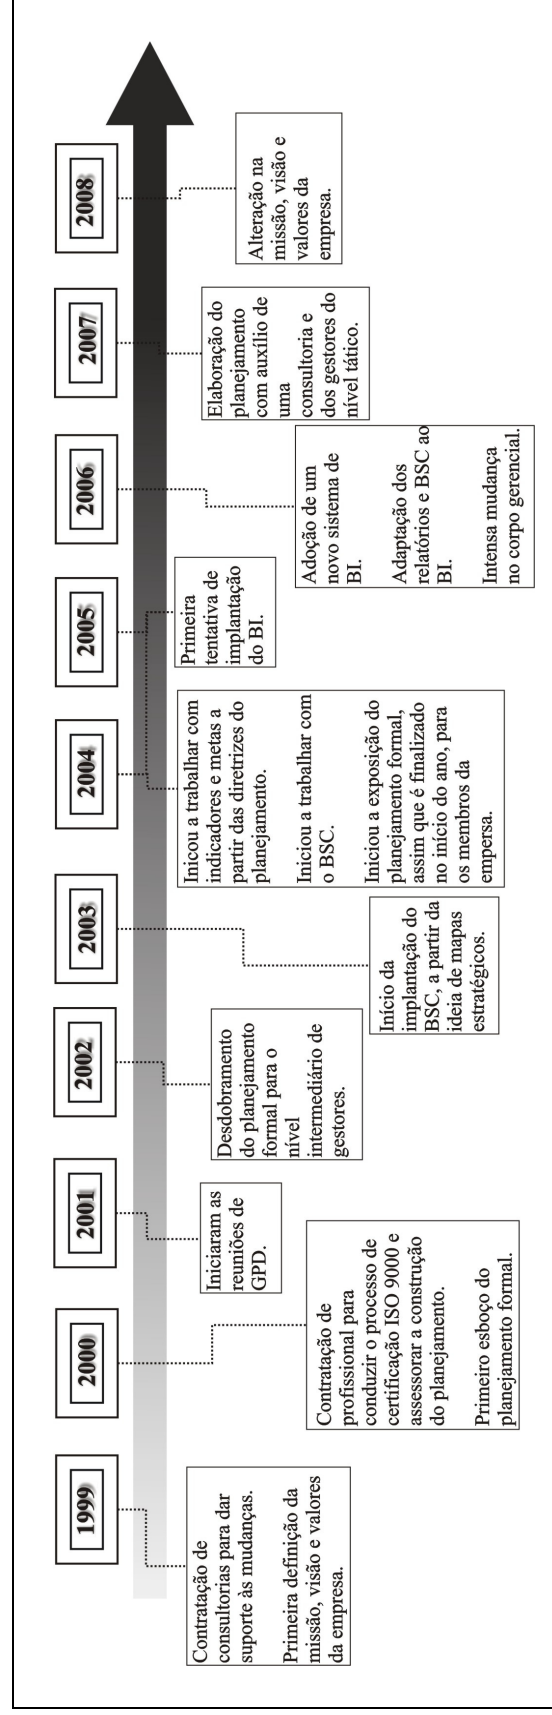 1999
2000
2001
2002
2003
2004
2005
2006
2007
2008
Contratação de
consultorias para dar
suporte às mudanças.
Primeira definição da
missão, visão e valores
da empresa.
Contratação de
profissional para
conduzir o processo de
certificação ISO 9000 e
assessorar a construção
do planejamento.
Primeiro esboço do
planejamento formal.
Iniciaram as
reuniões de
GPD.
Desdobramento
do planejamento
formal para o
nível
intermediário de
gestores.
Início da
implantação do
BSC, a partir da
ideia de mapas
estratégicos.
Inicou a trabalhar com
indicadores e metas a
partir das diretrizes do
planejamento.
Iniciou a trabalhar com
o BSC.
Iniciou a exposição do
planejamento formal,
assim que é finalizado
no início do ano, para
os membros da
empersa.
Primeira
tentativa de
implantação
do BI.
Adoção de um
novo sistema de
BI.
Adaptação dos
relatórios e BSC ao
BI.
Intensa mudança
no corpo gerencial.
Elaboração do
planejamento
com auxílio de
uma
consultoria e
dos gestores do
nível tático.
Alteração na
missão, visão e
valores da
empresa.